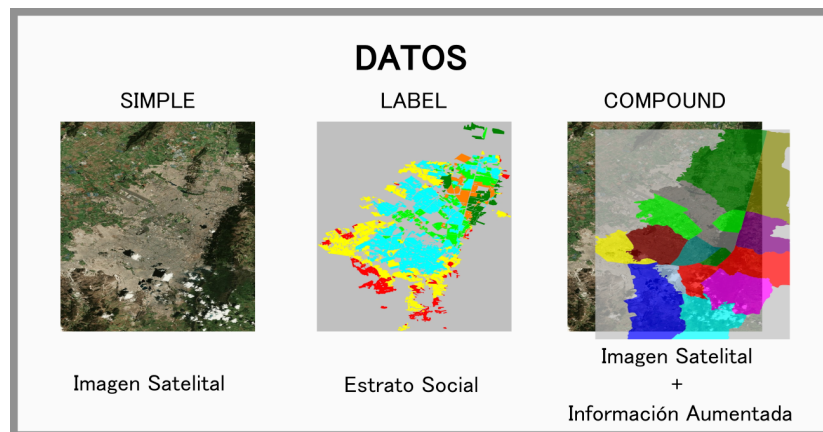 DATOS
SIMPLE
LABEL
COMPOUND
Imagen Satelital
Estrato Social
Imagen Satelital
+
Información Aumentada